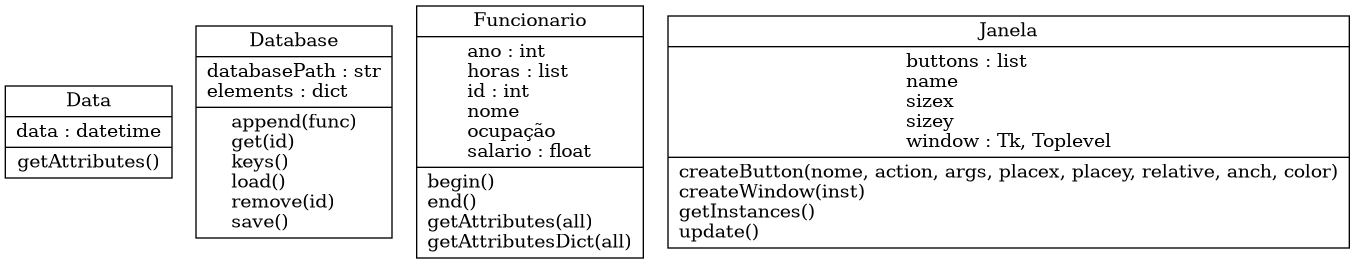 Data
data : datetime
getAttributes()
Database
databasePath : str
elements : dict
append(func)
get(id)
keys()
load()
remove(id)
save()
Funcionario
ano : int
horas : list
id : int
nome
ocupação
salario : float
begin()
end()
getAttributes(all)
getAttributesDict(all)
Janela
buttons : list
name
sizex
sizey
window : Tk, Toplevel
createButton(nome, action, args, placex, placey, relative, anch, color)
createWindow(inst)
getInstances()
update()